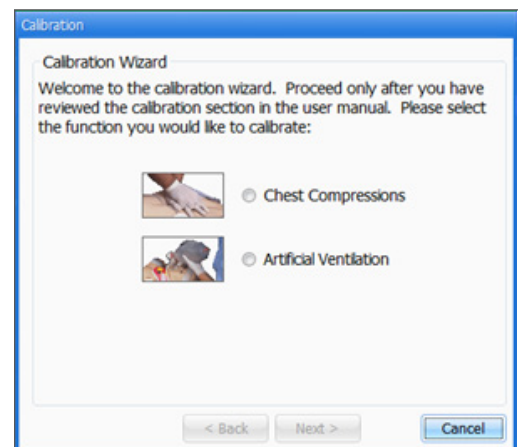 Calibration
Calibration Wizard
Welcome to the calibration wizard. Proceed only after you have
reviewed the calibration section in the user manual. Please select
the function you would like to calibrate:
Chest Compressions
Artificial Ventilation
< Back Next > Cancel